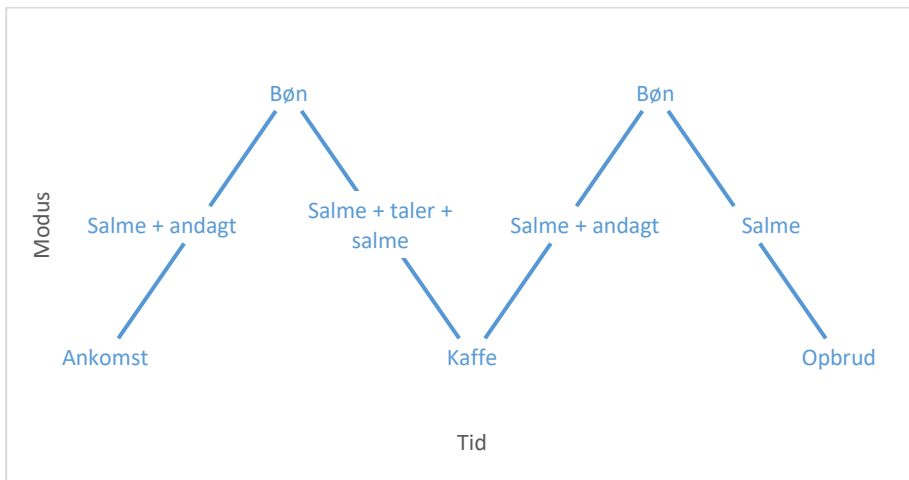 Bøn
Bøn
Modus
Salme + andagt
Salme + taler +
salme
Salme + andagt
Salme
Ankomst
Kaffe
Opbrud
Tid